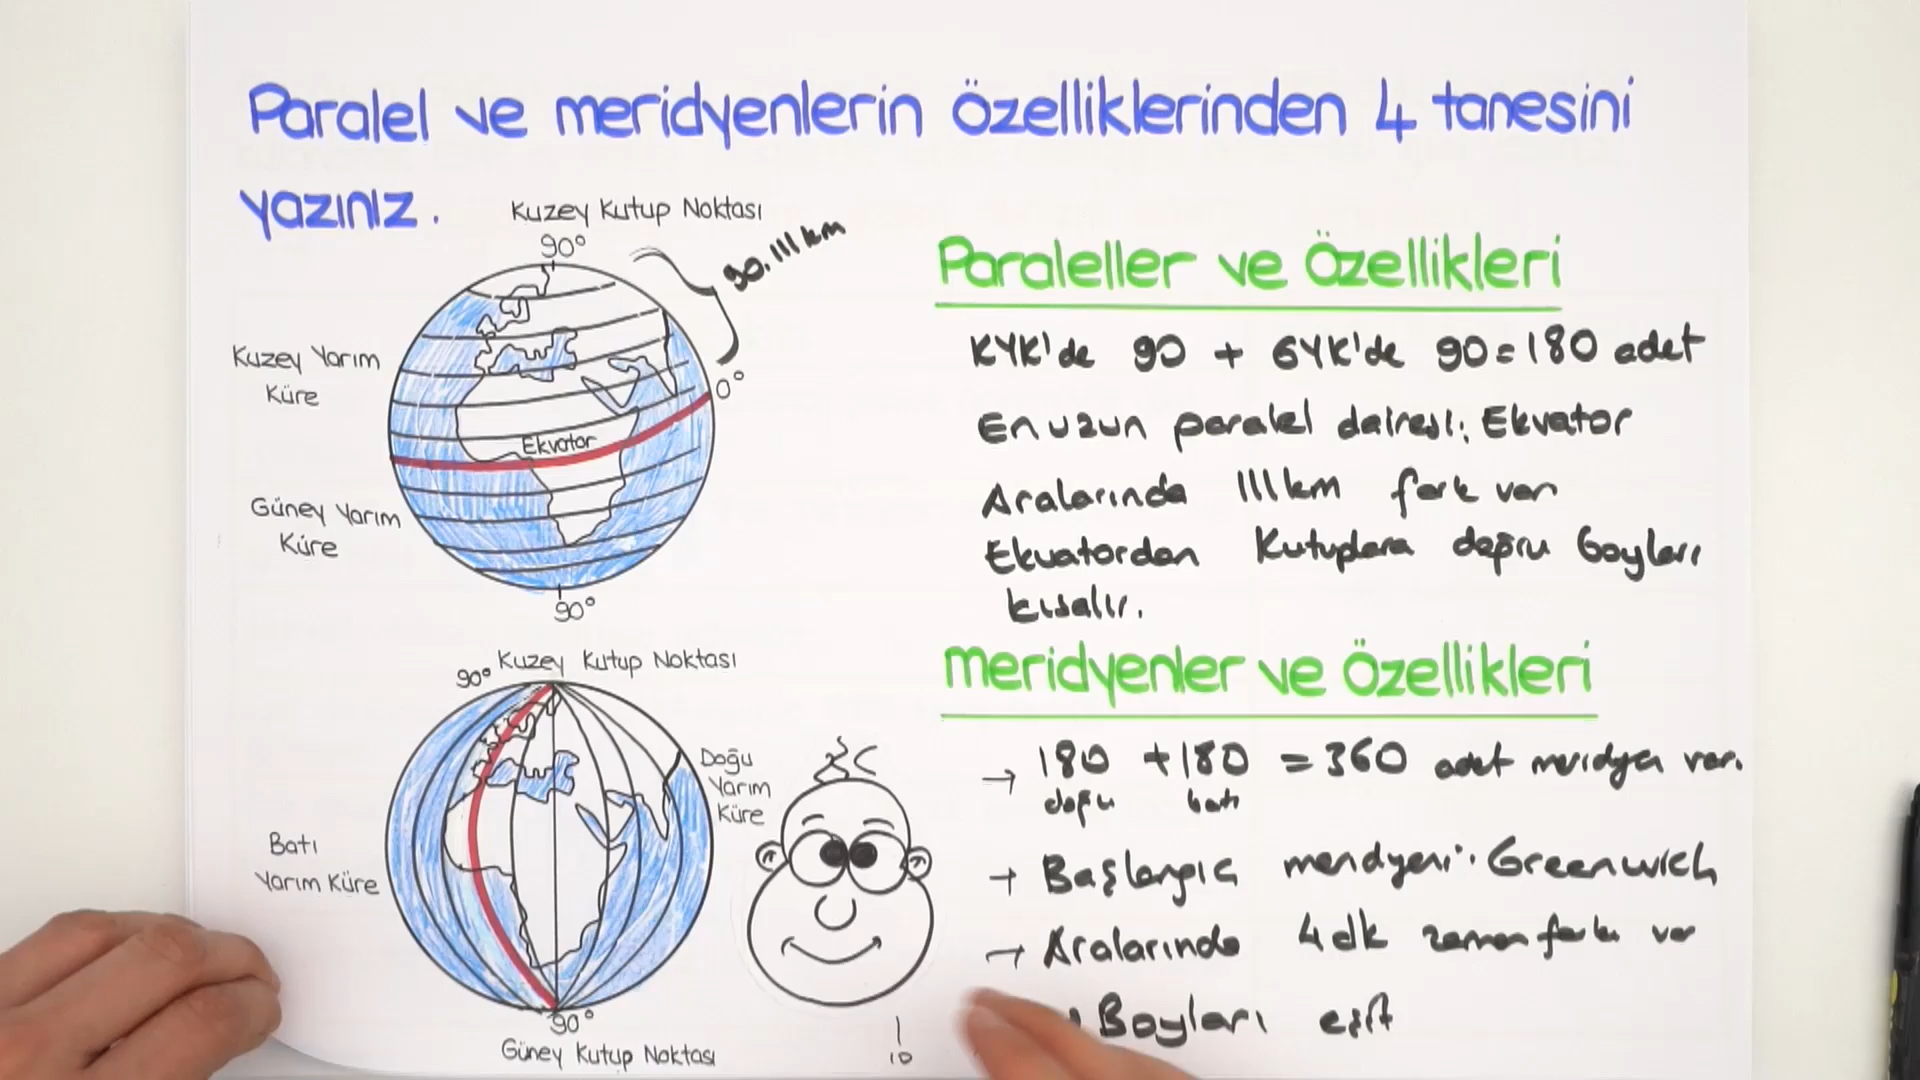 Paralel ve meridyenlerin özelliklerinden 4 tanesini
yazınız.
Kuzey Kutup Noktası
90°
90.111 km
Kuzey Yarım
Küre
0°
Ekvator
Güney Yarım
Küre
90°
Paraleller ve Özellikleri
KYK'de 90 + GYK'de 90 = 180 adet
En uzun paralel dairesi: Ekvator
Aralarında 111 km fark var
Ekvatordan Kutuplara doğru boyları
kısalır.
90° Kuzey Kutup Noktası
Doğu
Yarım
Küre
Batı
Yarım Küre
90°
Güney Kutup Noktası
1
10
Meridyenler ve Özellikleri
→ 180 + 180 = 360 adet meridyen var.
doğu batı
→ Başlangıç meridyeni: Greenwich
→ Aralarında 4 dk zaman farkı var
Boyları eşit